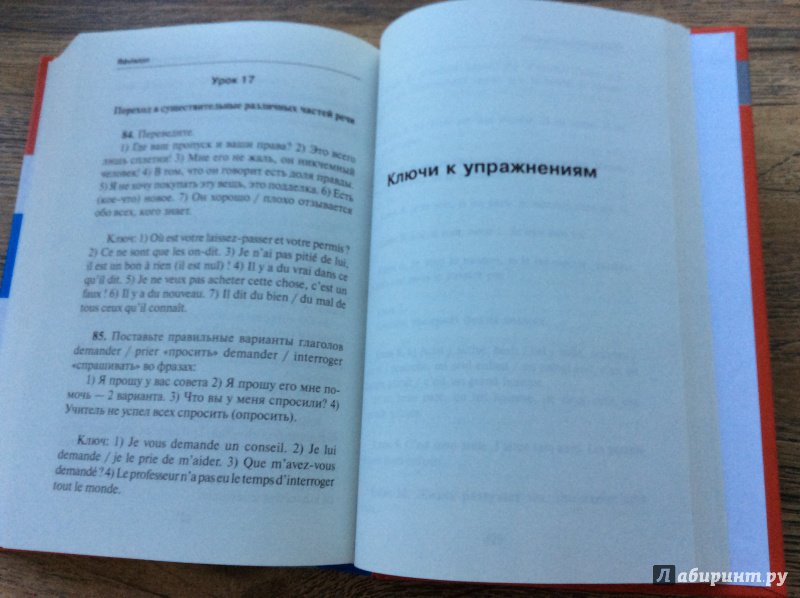 Урок 17
Переход в существительные различных частей речи
84. Переведите.
1) Где ваш пропуск и ваши права? 2) Это всего
лишь сплетни! 3) Мне его не жаль, он никчемный
человек! 4) В том, что он говорит есть доля правды.
5) Я не хочу покупать эту вещь, это подделка. 6) Есть
(кое-что) новое. 7) Он хорошо / плохо отзывается
обо всех, кого знает.
Ключ: 1) Où est votre laissez-passer et votre permis?
2) Ce ne sont que les on-dit. 3) Je n'ai pas pitié de lui,
il est un bon à rien (il est nul)! 4) Il y a du vrai dans ce
qu'il dit. 5) Je ne veux pas acheter cette chose, c'est un
faux! 6) Il y a du nouveau. 7) Il dit du bien / du mal de
tous ceux qu'il connaît.
85. Поставьте правильные варианты глаголов
demander / prier «просить» demander / interroger
«спрашивать» во фразах:
1) Я прошу у вас совета 2) Я прошу его мне по-
мочь — 2 варианта. 3) Что вы у меня спросили? 4)
Учитель не успел всех спросить (опросить).
Ключ: 1) Je vous demande un conseil. 2) Je lui
demande / je le prie de m'aider. 3) Que m'avez-vous
demandé? 4) Le professeur n'a pas eu le temps d'interroger
tout le monde.
Ключи к упражнениям
Лабиринт.ру